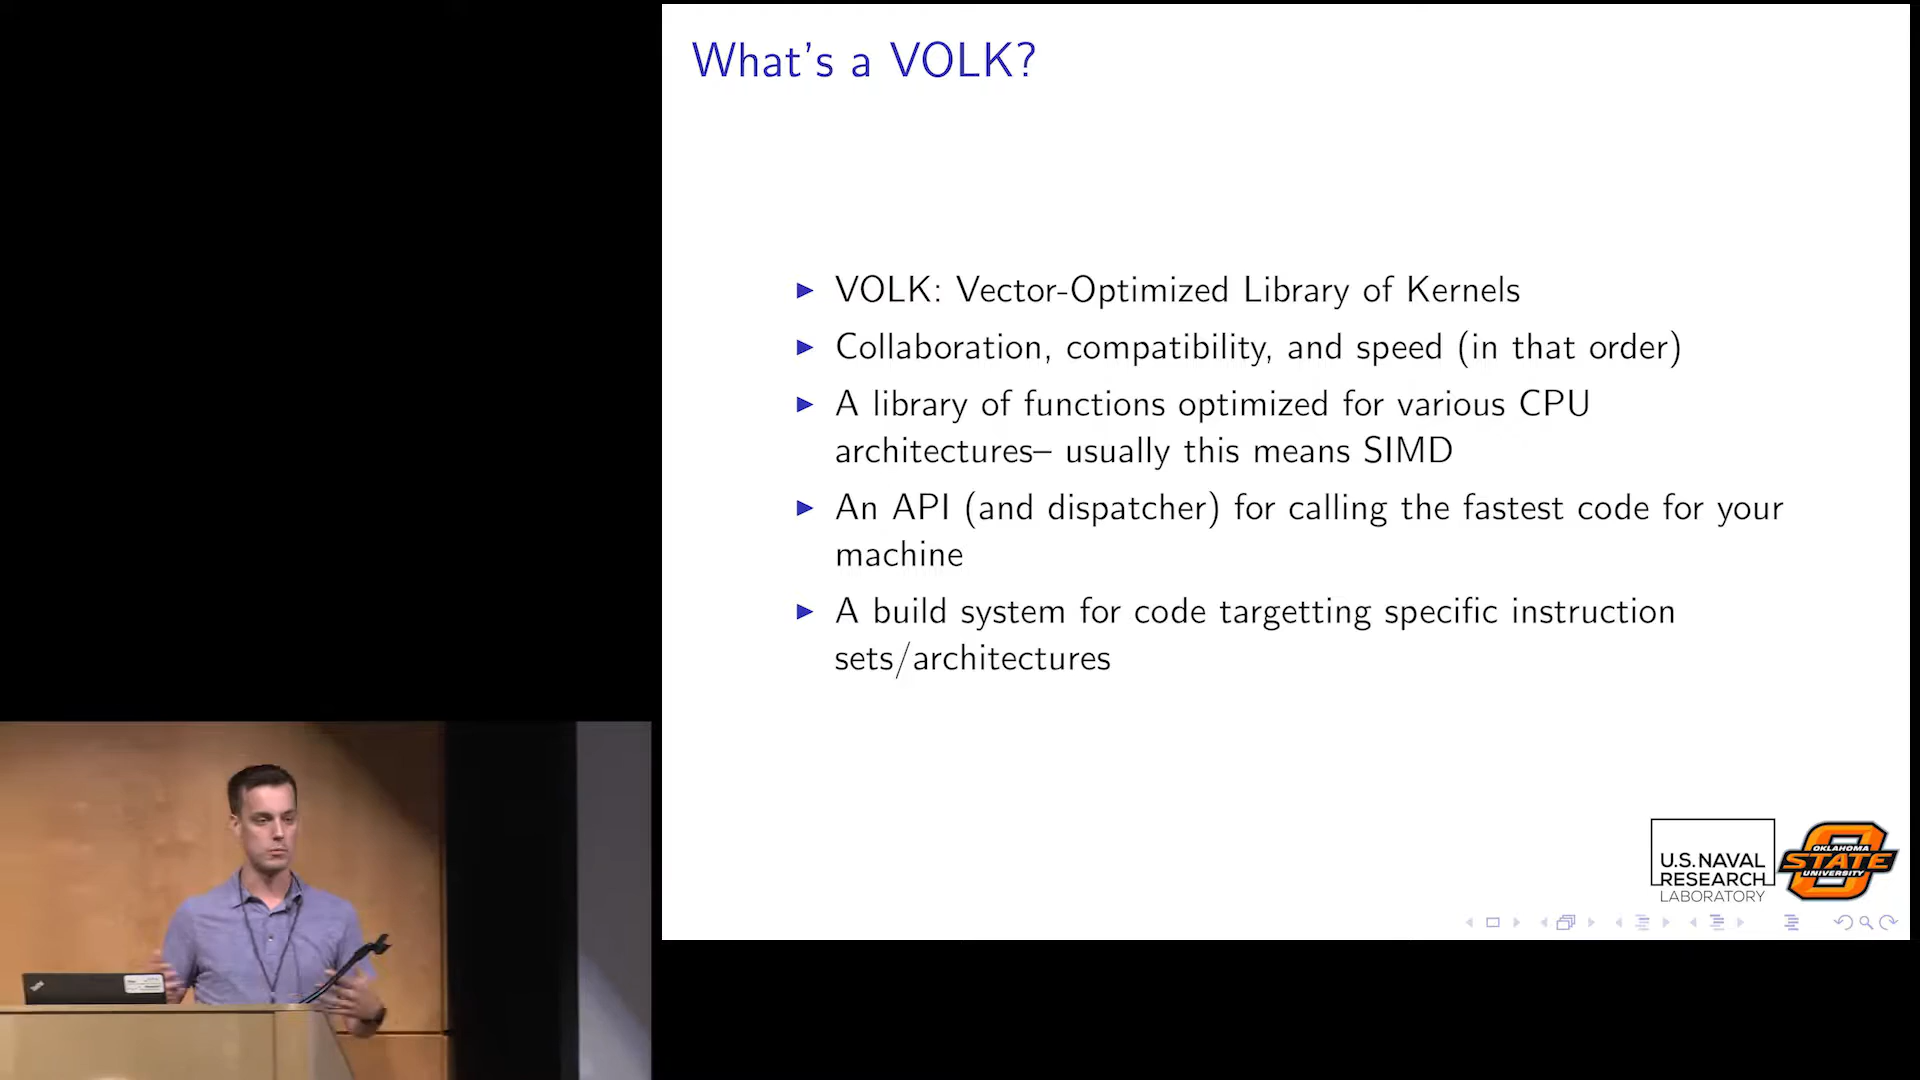 What's a VOLK?
VOLK: Vector-Optimized Library of Kernels
Collaboration, compatibility, and speed (in that order)
A library of functions optimized for various CPU
architectures– usually this means SIMD
An API (and dispatcher) for calling the fastest code for your
machine
A build system for code targetting specific instruction
sets/architectures
U.S. NAVAL
RESEARCH
LABORATORY
OKLAHOMA
STATE
UNIVERSITY